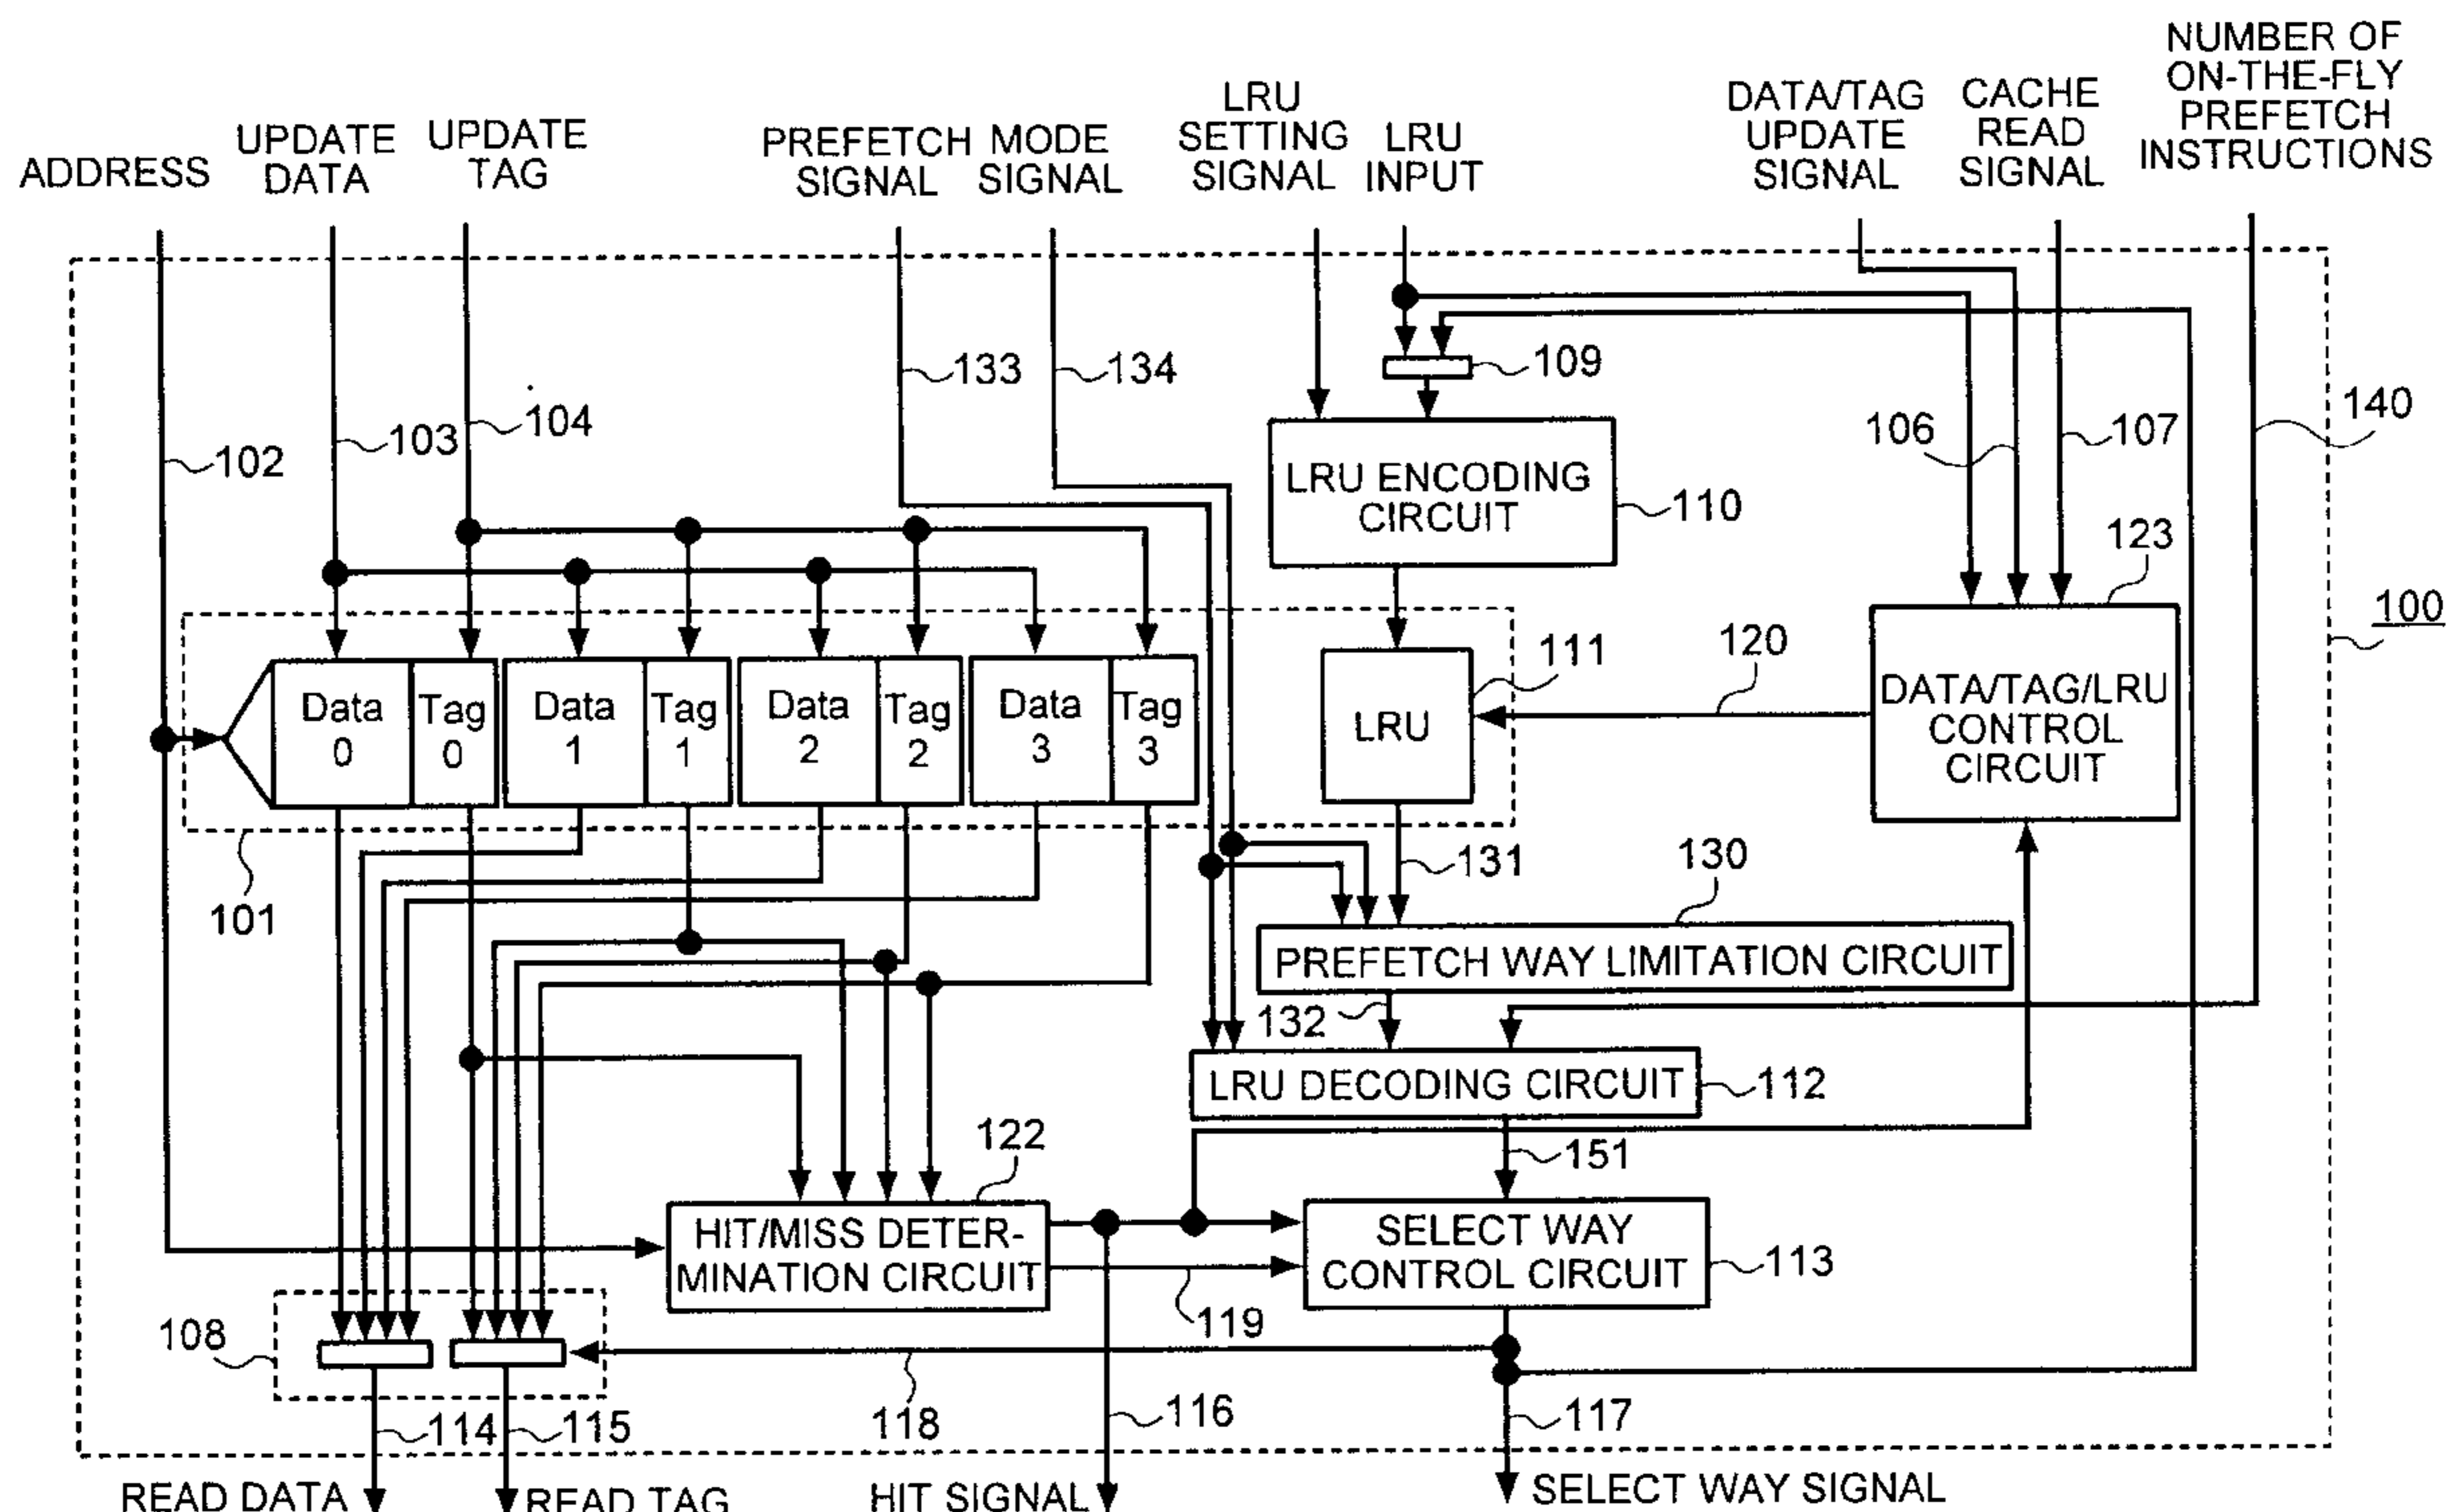 ADDRESS
UPDATE
DATA
UPDATE
TAG
PREFETCH
SIGNAL
MODE
SIGNAL
LRU
SETTING
SIGNAL
LRU
INPUT
DATA/TAG
UPDATE
SIGNAL
CACHE
READ
SIGNAL
NUMBER OF
ON-THE-FLY
PREFETCH
INSTRUCTIONS
133
134
109
140
102
103
104
106
107
LRU ENCODING
CIRCUIT
110
123
100
Data
0
Tag
0
Data
1
Tag
1
Data
2
Tag
2
Data
3
Tag
3
LRU
111
120
DATA/TAG/LRU
CONTROL
CIRCUIT
101
131
130
PREFETCH WAY LIMITATION CIRCUIT
132
LRU DECODING CIRCUIT
112
122
151
HIT/MISS DETER-
MINATION CIRCUIT
SELECT WAY
CONTROL CIRCUIT
113
119
108
118
114
115
116
117
READ DATA
READ TAG
HIT SIGNAL
SELECT WAY SIGNAL